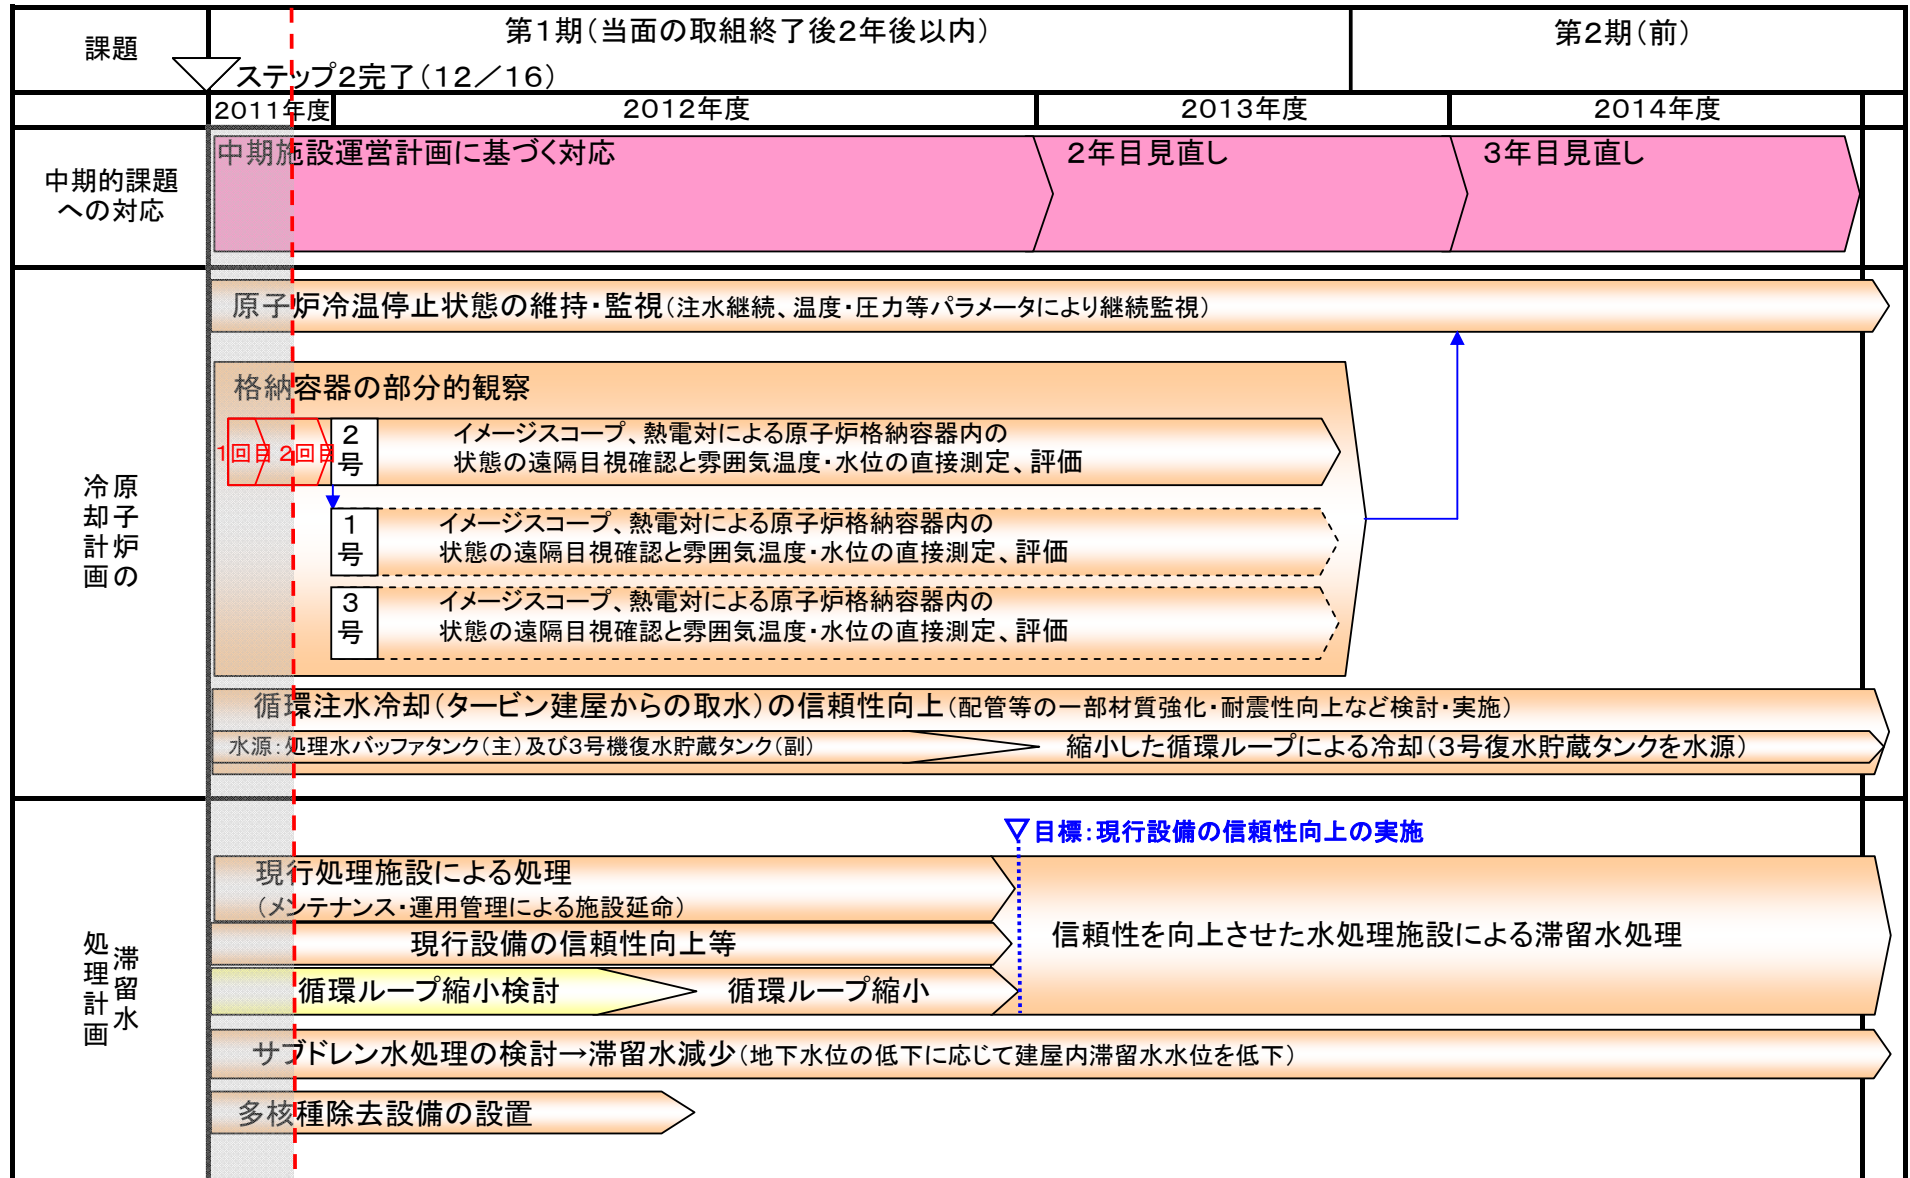 課題
第1期(当面の取組終了後2年後以内)
第2期(前)
ステップ2完了(12／16)
2011年度
2012年度
2013年度
2014年度
中期的課題
への対応
中期施設運営計画に基づく対応
2年目見直し
3年目見直し
原子炉の
冷却計画
原子炉冷温停止状態の維持・監視(注水継続、温度・圧力等パラメータにより継続監視)
格納容器の部分的観察
1回目
2回目
2号
イメージスコープ、熱電対による原子炉格納容器内の
状態の遠隔目視確認と雰囲気温度・水位の直接測定、評価
1号
イメージスコープ、熱電対による原子炉格納容器内の
状態の遠隔目視確認と雰囲気温度・水位の直接測定、評価
3号
イメージスコープ、熱電対による原子炉格納容器内の
状態の遠隔目視確認と雰囲気温度・水位の直接測定、評価
循環注水冷却(タービン建屋からの取水)の信頼性向上(配管等の一部材質強化・耐震性向上など検討・実施)
水源：処理水バッファタンク(主)及び3号機復水貯蔵タンク(副)
縮小した循環ループによる冷却(3号復水貯蔵タンクを水源)
滞留水
処理計画
▽目標：現行設備の信頼性向上の実施
現行処理施設による処理
(メンテナンス・運用管理による施設延命)
現行設備の信頼性向上等
信頼性を向上させた水処理施設による滞留水処理
循環ループ縮小検討
循環ループ縮小
サブドレン水処理の検討→滞留水減少(地下水位の低下に応じて建屋内滞留水水位を低下)
多核種除去設備の設置